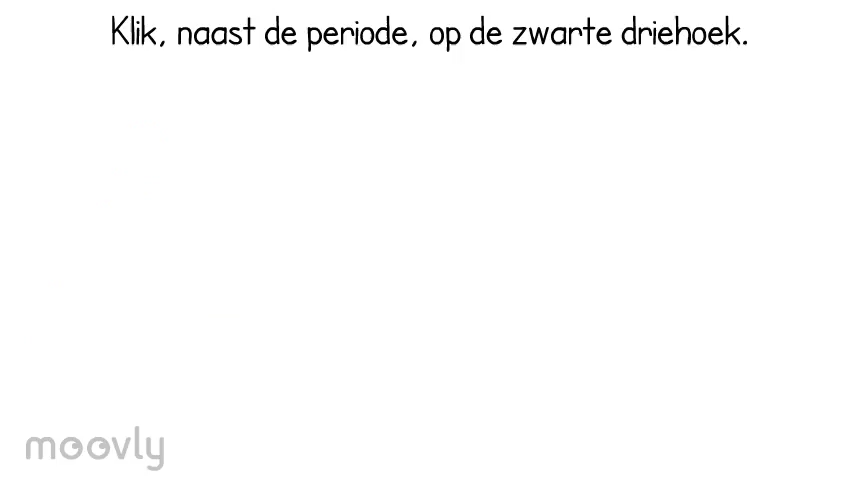 Klik, naast de periode, op de zwarte driehoek.
moovly